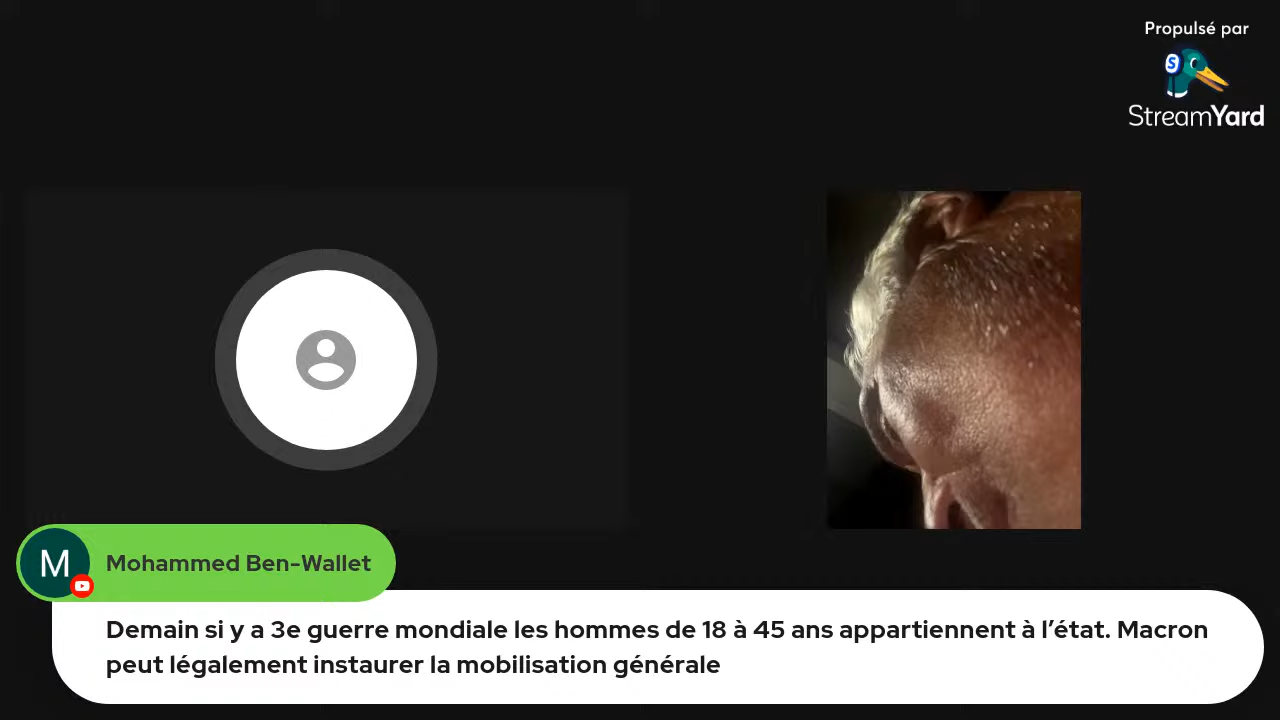 Propulsé par
S
StreamYard
M
Mohammed Ben-Wallet
Demain si y a 3e guerre mondiale les hommes de 18 à 45 ans appartiennent à l’état. Macron
peut légalement instaurer la mobilisation générale